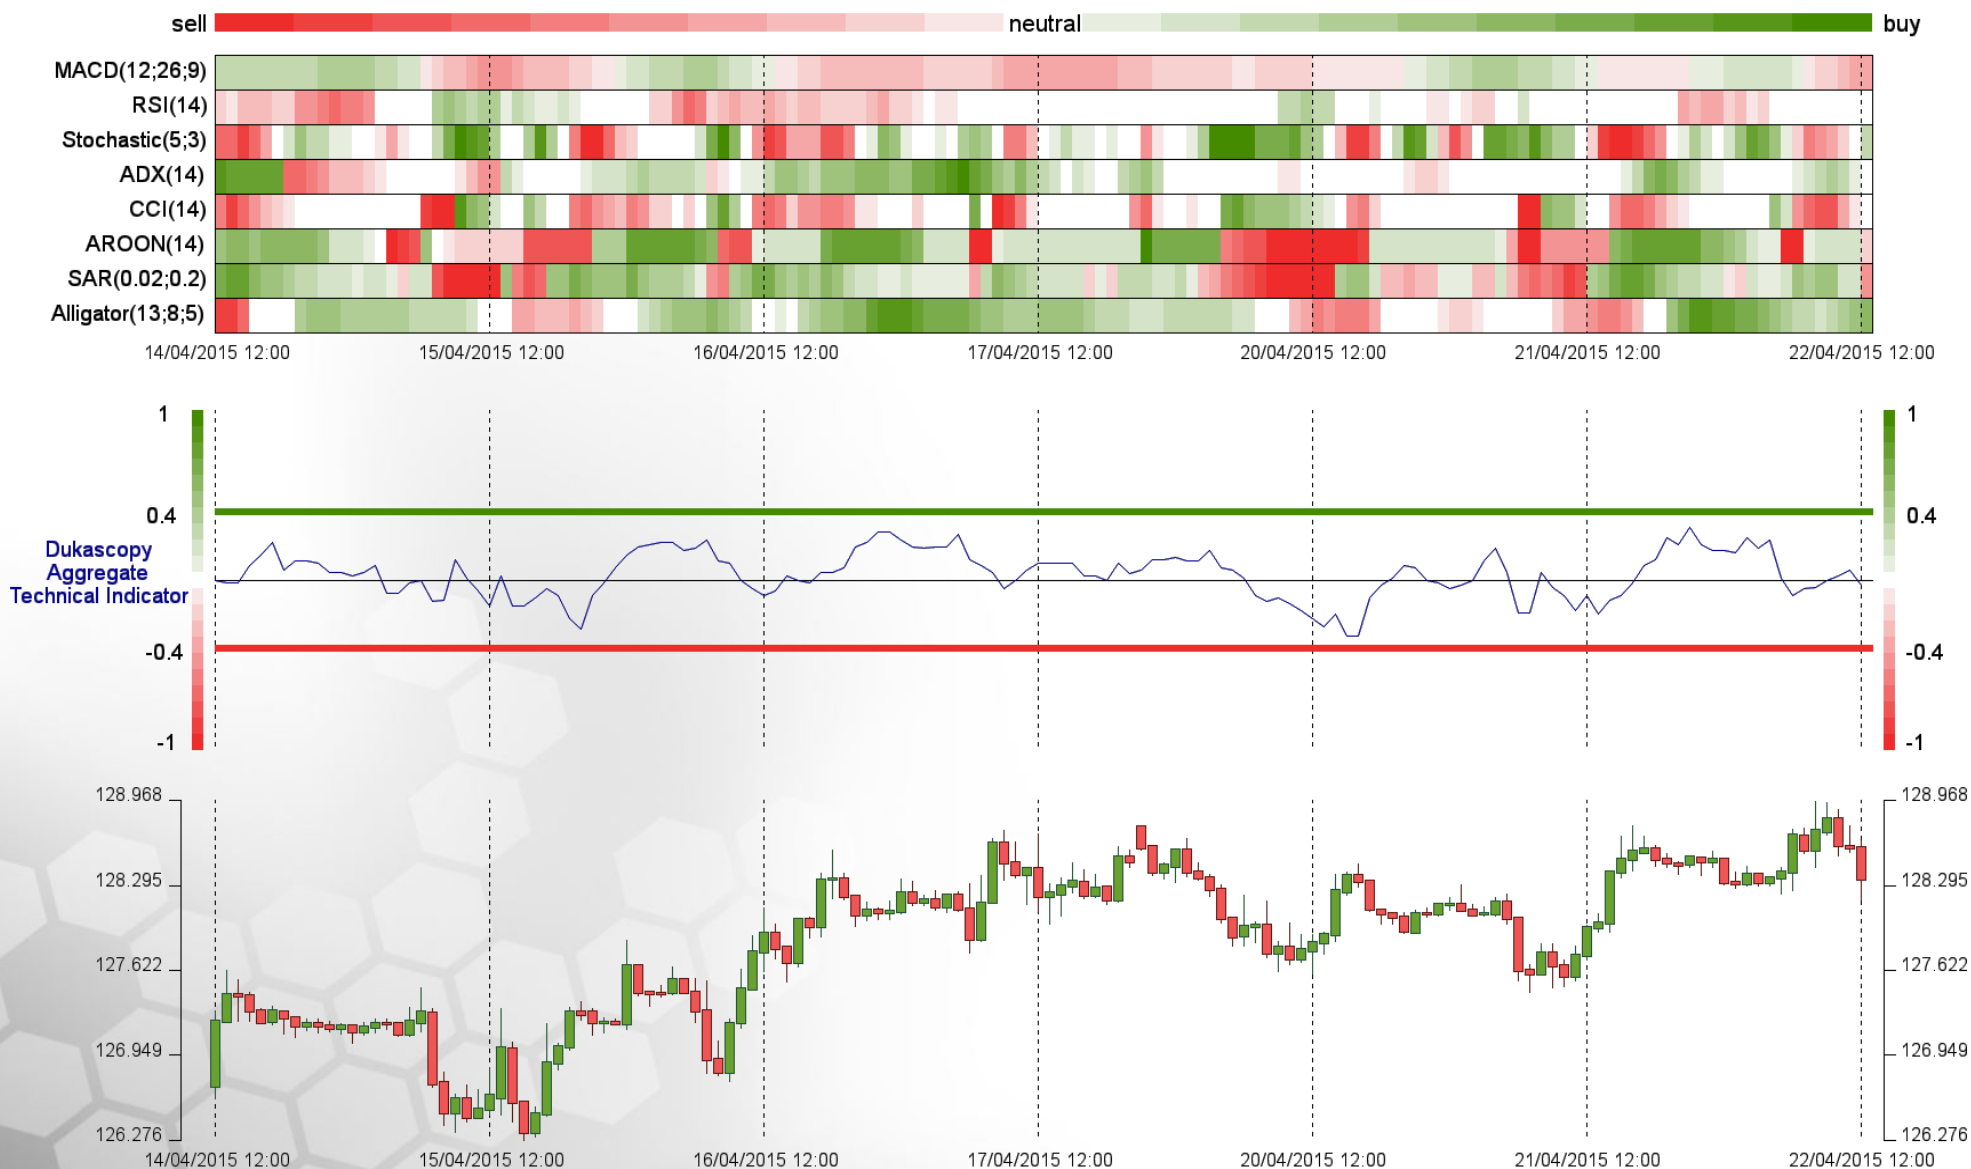 sell neutral buy
MACD(12;26;9)
RSI(14)
Stochastic(5;3)
ADX(14)
CCI(14)
AROON(14)
SAR(0.02;0.2)
Alligator(13;8;5)
14/04/2015 12:00 15/04/2015 12:00 16/04/2015 12:00 17/04/2015 12:00 20/04/2015 12:00 21/04/2015 12:00 22/04/2015 12:00
1 1
0.4 0.4
Dukascopy
Aggregate
Technical Indicator
-0.4 -0.4
-1 -1
128.968 128.968
128.295 128.295
127.622 127.622
126.949 126.949
126.276 126.276
14/04/2015 12:00 15/04/2015 12:00 16/04/2015 12:00 17/04/2015 12:00 20/04/2015 12:00 21/04/2015 12:00 22/04/2015 12:00